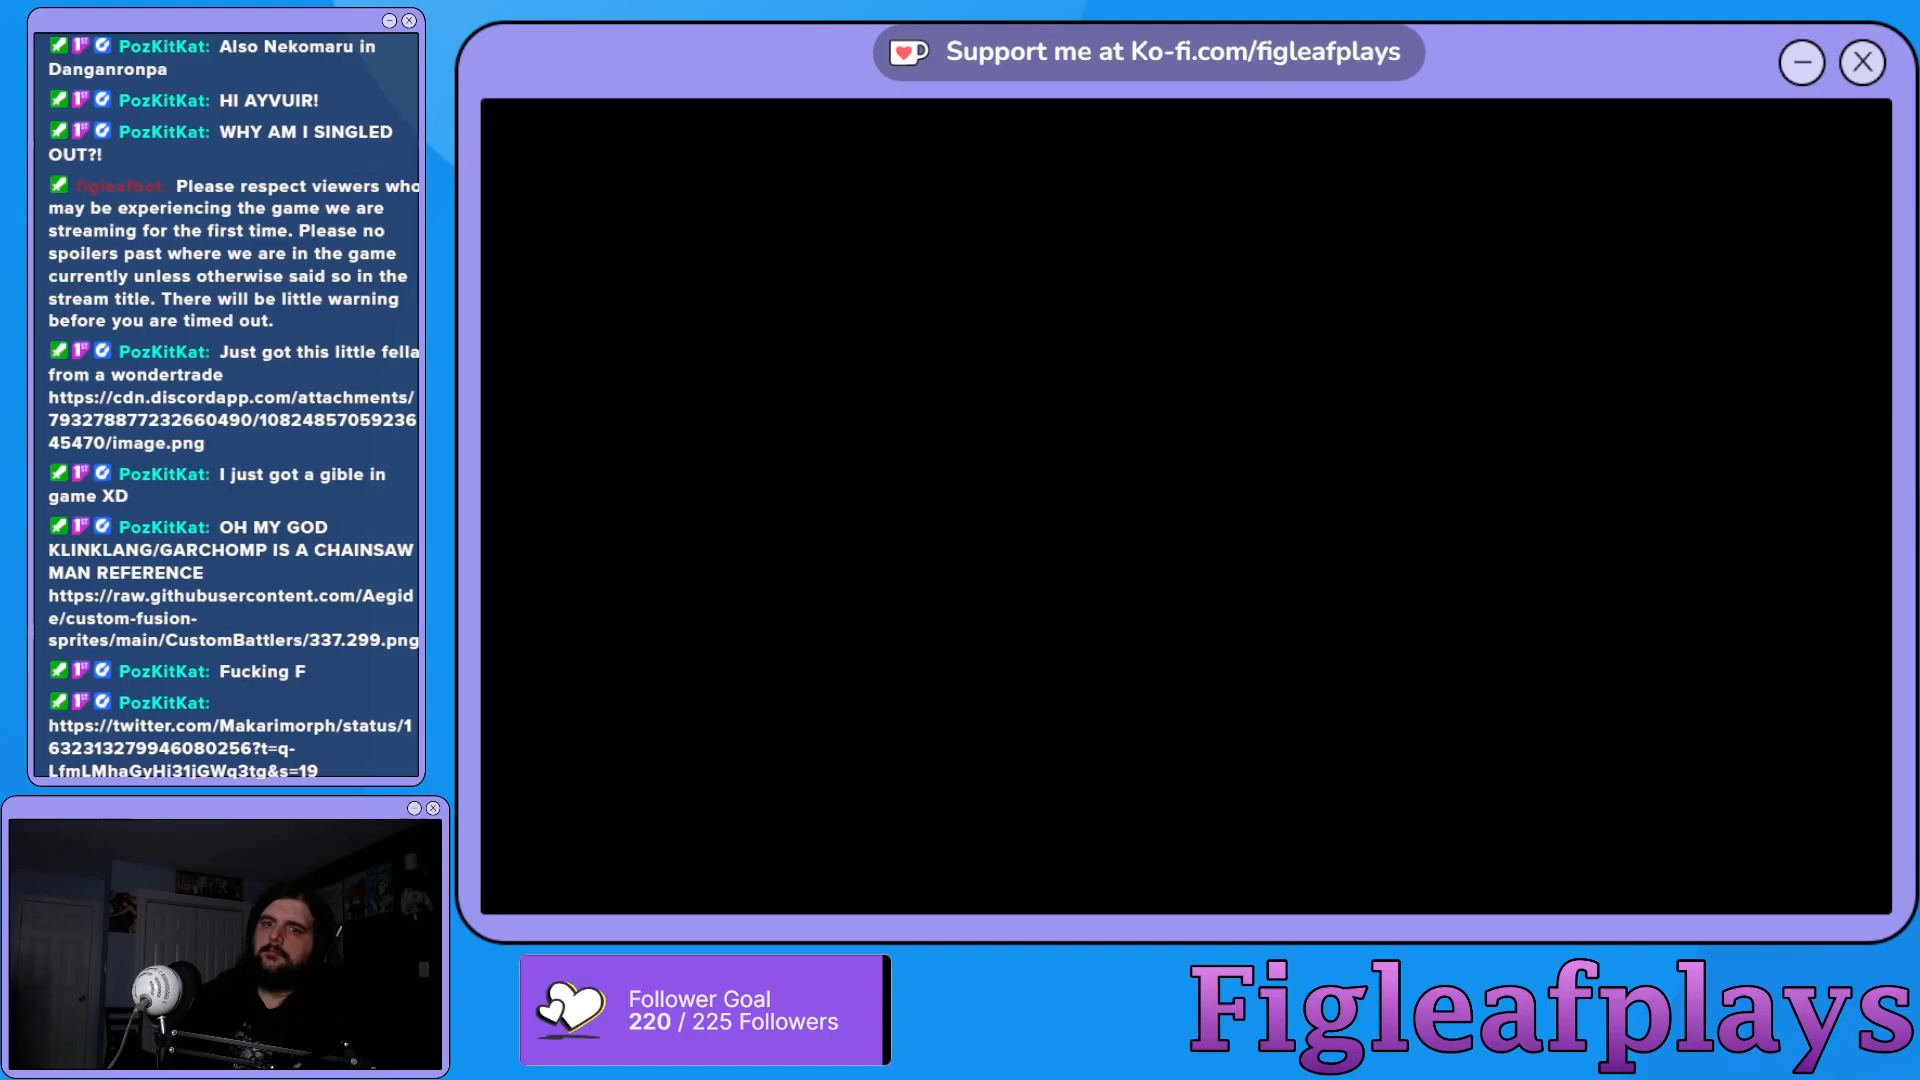 PozKitKat: Also Nekomaru in
Danganronpa
PozKitKat: HI AYVUIR!
PozKitKat: WHY AM I SINGLED
OUT?!
figleafbot: Please respect viewers who
may be experiencing the game we are
streaming for the first time. Please no
spoilers past where we are in the game
currently unless otherwise said so in the
stream title. There will be little warning
before you are timed out.
PozKitKat: Just got this little fella
from a wondertrade
https://cdn.discordapp.com/attachments/
793278877232660490/10824857059236
45470/image.png
PozKitKat: I just got a gible in
game XD
PozKitKat: OH MY GOD
KLINKLANG/GARCHOMP IS A CHAINSAW
MAN REFERENCE
https://raw.githubusercontent.com/Aegid
e/custom-fusion-
sprites/main/CustomBattlers/337.299.png
PozKitKat: Fucking F
PozKitKat:
https://twitter.com/Makarimorph/status/1
632313279946080256?t=q-
LfmLMhaGyHi31jGWq3tg&s=19
Support me at Ko-fi.com/figleafplays
Follower Goal
220 / 225 Followers
Figleafplays